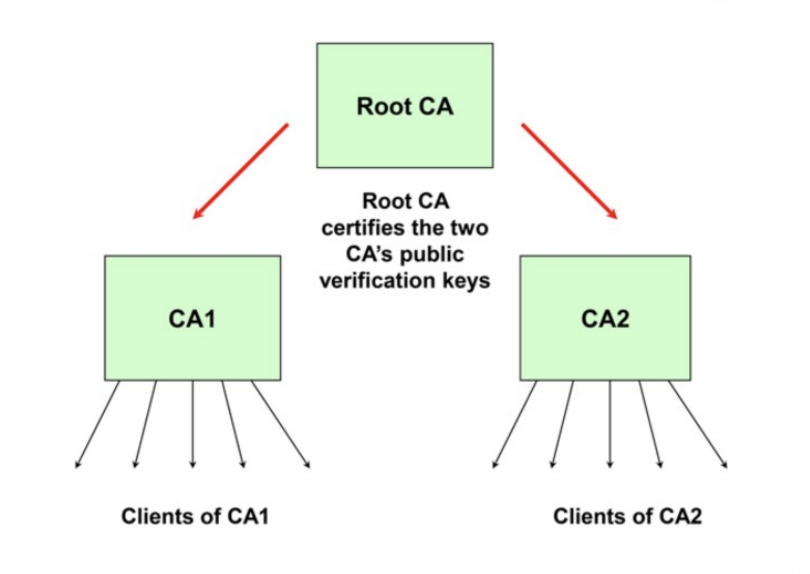 Root CA
Root CA
certifies the two
CA's public
verification keys
CA1
CA2
Clients of CA1
Clients of CA2